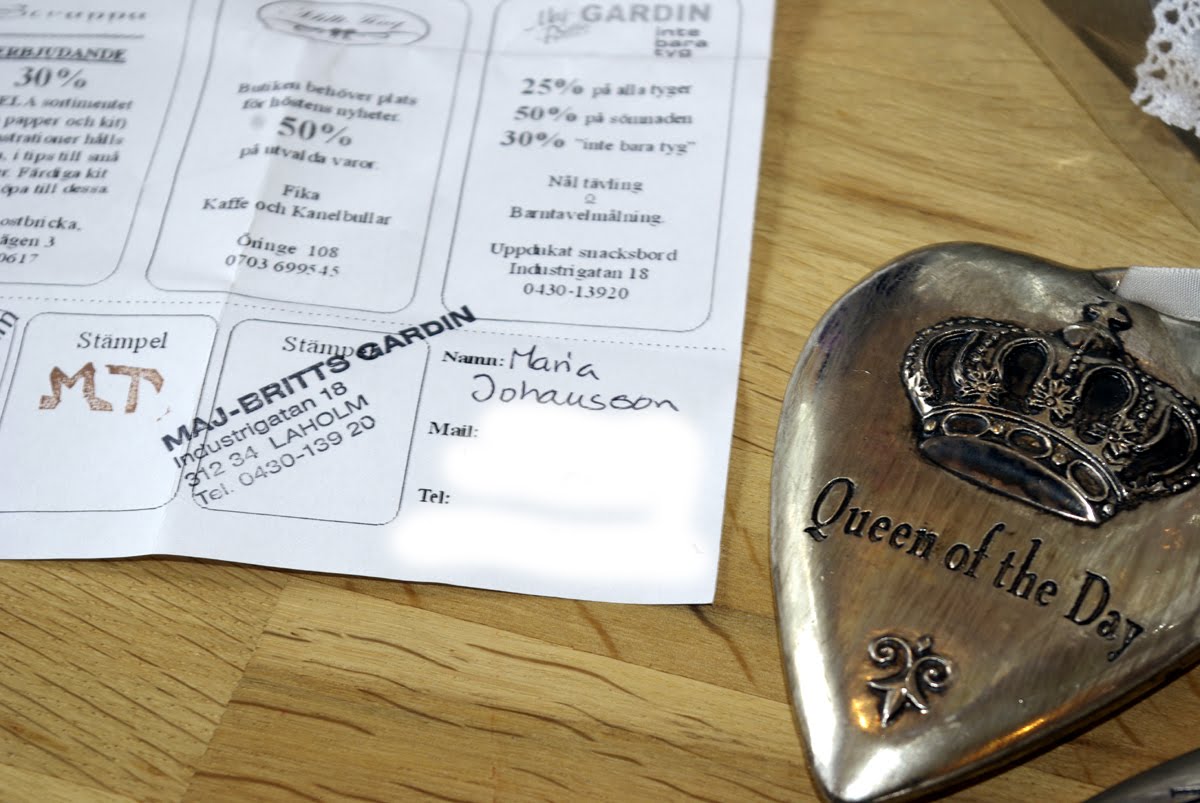 ERBJUDANDE
30%
ELA sortimentet
papper och kit)
strationer hålls
, i tips till små
r. Färdiga kit
öpa till dessa.
ostbricka,
ägen 3
0617
Butiken behöver plats
för höstens nyheter.
50%
på utvalda varor.
Fika
Kaffe och Kanelbullar
Öringe 108
0703 699545
GARDIN
inte
bara
tyg
25% på alla tyger
50% på sömnaden
30% "inte bara tyg"
Nål tävling
Barntavelmålning.
Uppdukat snacksbord
Industrigatan 18
0430-13920
Stämpel
MT
Stämpel
MAJ-BRITTS GARDIN
Industrigatan 18
312 34 LAHOLM
Tel. 0430-139 20
Namn: Maria
Johansson
Mail:
Tel:
Queen of the Day